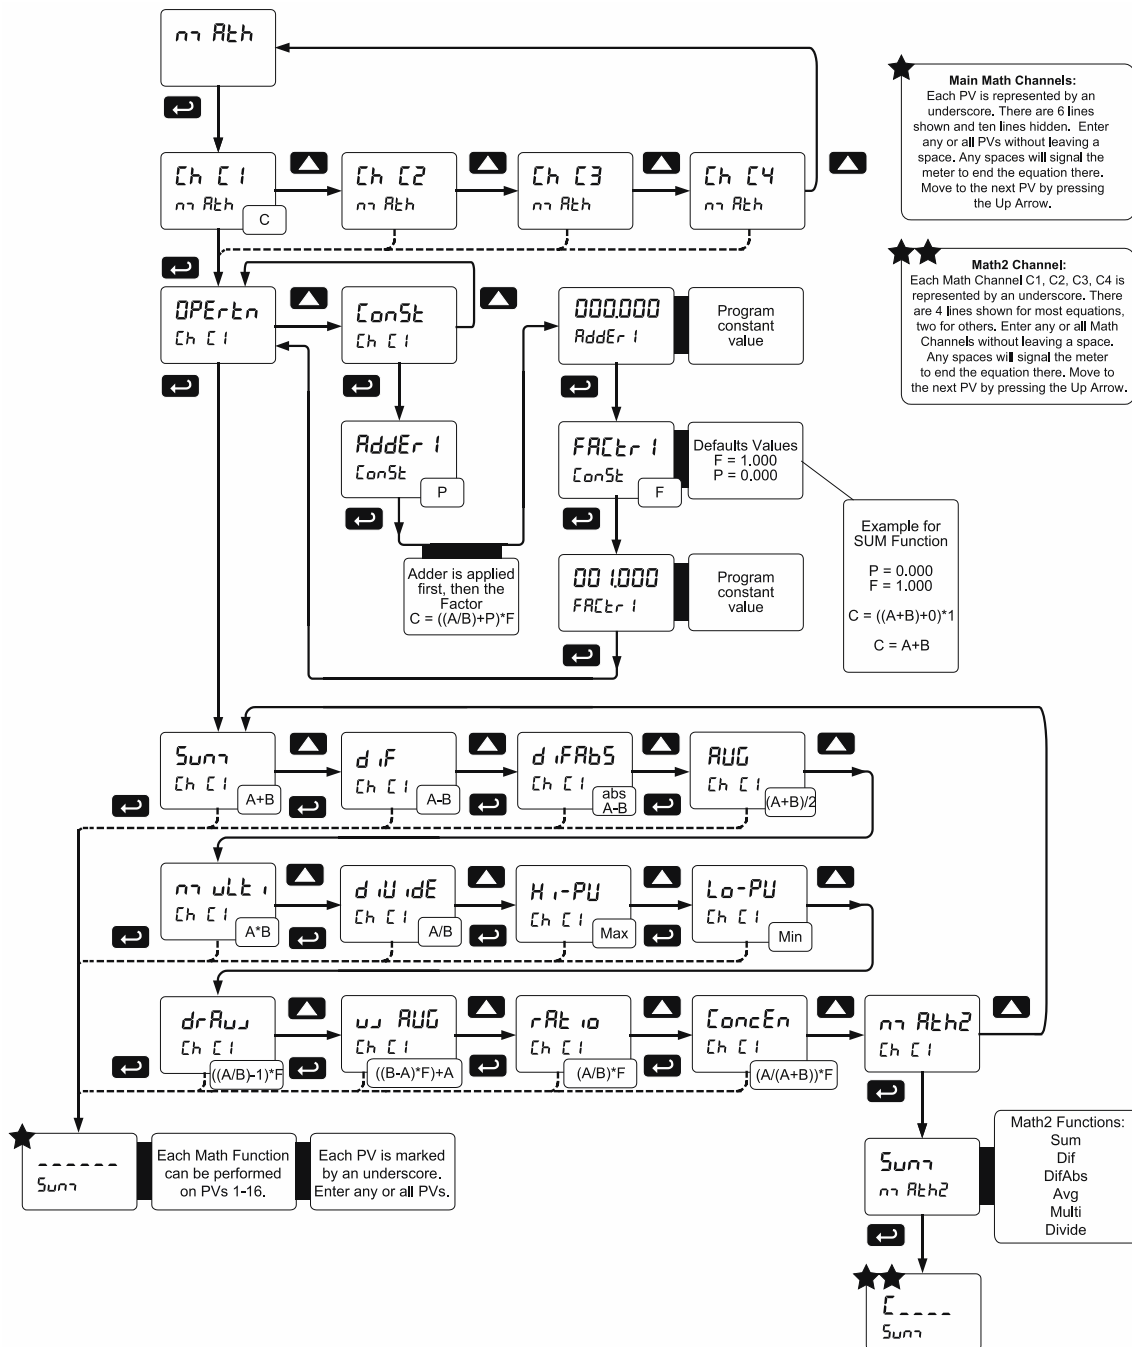 m Ath
Main Math Channels:
Each PV is represented by an
underscore. There are 6 lines
shown and ten lines hidden. Enter
any or all PVs without leaving a
space. Any spaces will signal the
meter to end the equation there.
Move to the next PV by pressing
the Up Arrow.
Ch C1
m Ath
C
Ch C2
m Ath
Ch C3
m Ath
Ch C4
m Ath
Math2 Channel:
Each Math Channel C1, C2, C3, C4 is
represented by an underscore. There
are 4 lines shown for most equations,
two for others. Enter any or all Math
Channels without leaving a space.
Any spaces will signal the meter
to end the equation there. Move to
the next PV by pressing the Up Arrow.
OPErtn
Ch C1
ConSt
Ch C1
000.000
AddEr 1
Program
constant
value
AddEr 1
ConSt
P
FACtr 1
ConSt
F
Defaults Values
F = 1.000
P = 0.000
Adder is applied
first, then the
Factor
C = ((A/B)+P)*F
001.000
FACtr 1
Program
constant
value
Example for
SUM Function
P = 0.000
F = 1.000
C = ((A+B)+0)*1
C = A+B
Sum
Ch C1
A+B
diF
Ch C1
A-B
diFAbS
Ch C1
abs
A-B
AVG
Ch C1
(A+B)/2
m uLti
Ch C1
A*B
diVidE
Ch C1
A/B
Hi-PV
Ch C1
Max
Lo-PV
Ch C1
Min
drAw
Ch C1
((A/B)-1)*F
w AVG
Ch C1
((B-A)*F)+A
rAtio
Ch C1
(A/B)*F
ConcEn
Ch C1
(A/(A+B))*F
m Ath2
Ch C1
_ _ _ _ _ _
Sum
Each Math Function
can be performed
on PVs 1-16.
Each PV is marked
by an underscore.
Enter any or all PVs.
Sum
m Ath2
Math2 Functions:
Sum
Dif
DifAbs
Avg
Multi
Divide
C_ _ _ _
Sum